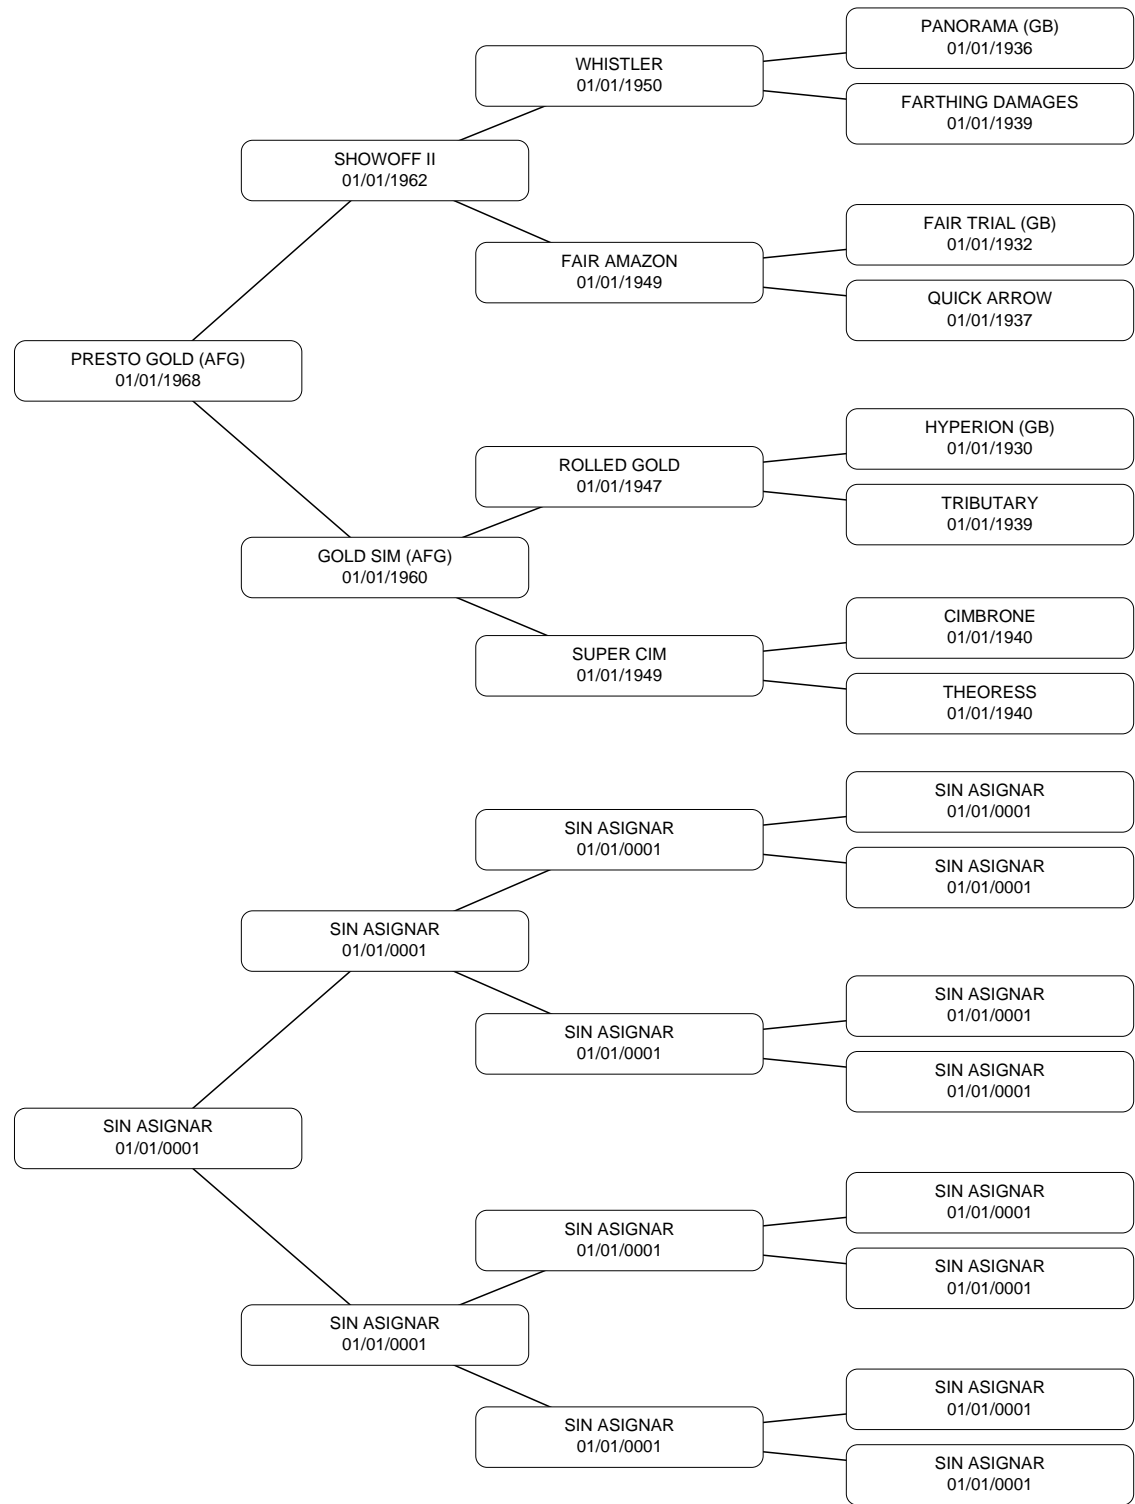 PANORAMA (GB)
01/01/1936
WHISTLER
01/01/1950
FARTHING DAMAGES
01/01/1939
SHOWOFF II
01/01/1962
FAIR TRIAL (GB)
01/01/1932
FAIR AMAZON
01/01/1949
QUICK ARROW
01/01/1937
PRESTO GOLD (AFG)
01/01/1968
HYPERION (GB)
01/01/1930
ROLLED GOLD
01/01/1947
TRIBUTARY
01/01/1939
GOLD SIM (AFG)
01/01/1960
CIMBRONE
01/01/1940
SUPER CIM
01/01/1949
THEORESS
01/01/1940
SIN ASIGNAR
01/01/0001
SIN ASIGNAR
01/01/0001
SIN ASIGNAR
01/01/0001
SIN ASIGNAR
01/01/0001
SIN ASIGNAR
01/01/0001
SIN ASIGNAR
01/01/0001
SIN ASIGNAR
01/01/0001
SIN ASIGNAR
01/01/0001
SIN ASIGNAR
01/01/0001
SIN ASIGNAR
01/01/0001
SIN ASIGNAR
01/01/0001
SIN ASIGNAR
01/01/0001
SIN ASIGNAR
01/01/0001
SIN ASIGNAR
01/01/0001
SIN ASIGNAR
01/01/0001